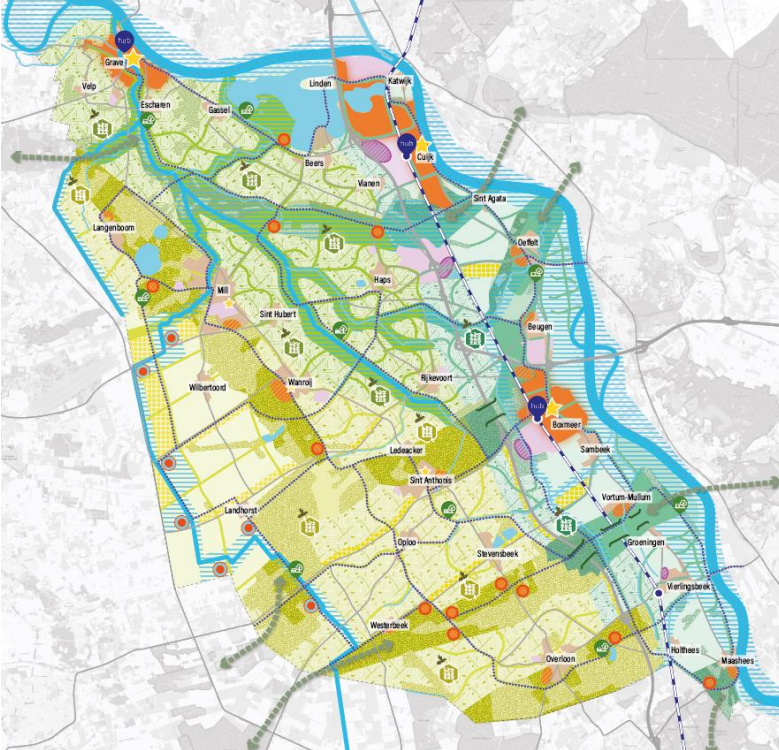 hub
Grave
Velp
Escharen
Gassel
Linden
Katwijk
hub
Cuijk
Beers
Vianen
Sint Agata
Langenboom
Oeffelt
Mill
Haps
Sint Hubert
Beugen
Wilbertoord
Wanroij
Rijkevoort
hub
Boxmeer
Ledeacker
Sambeek
Sint Anthonis
Vortum-Mullum
Landhorst
Oploo
Stevensbeek
Groeningen
Vierlingsbeek
Westerbeek
Overloon
Holthees
Maashees